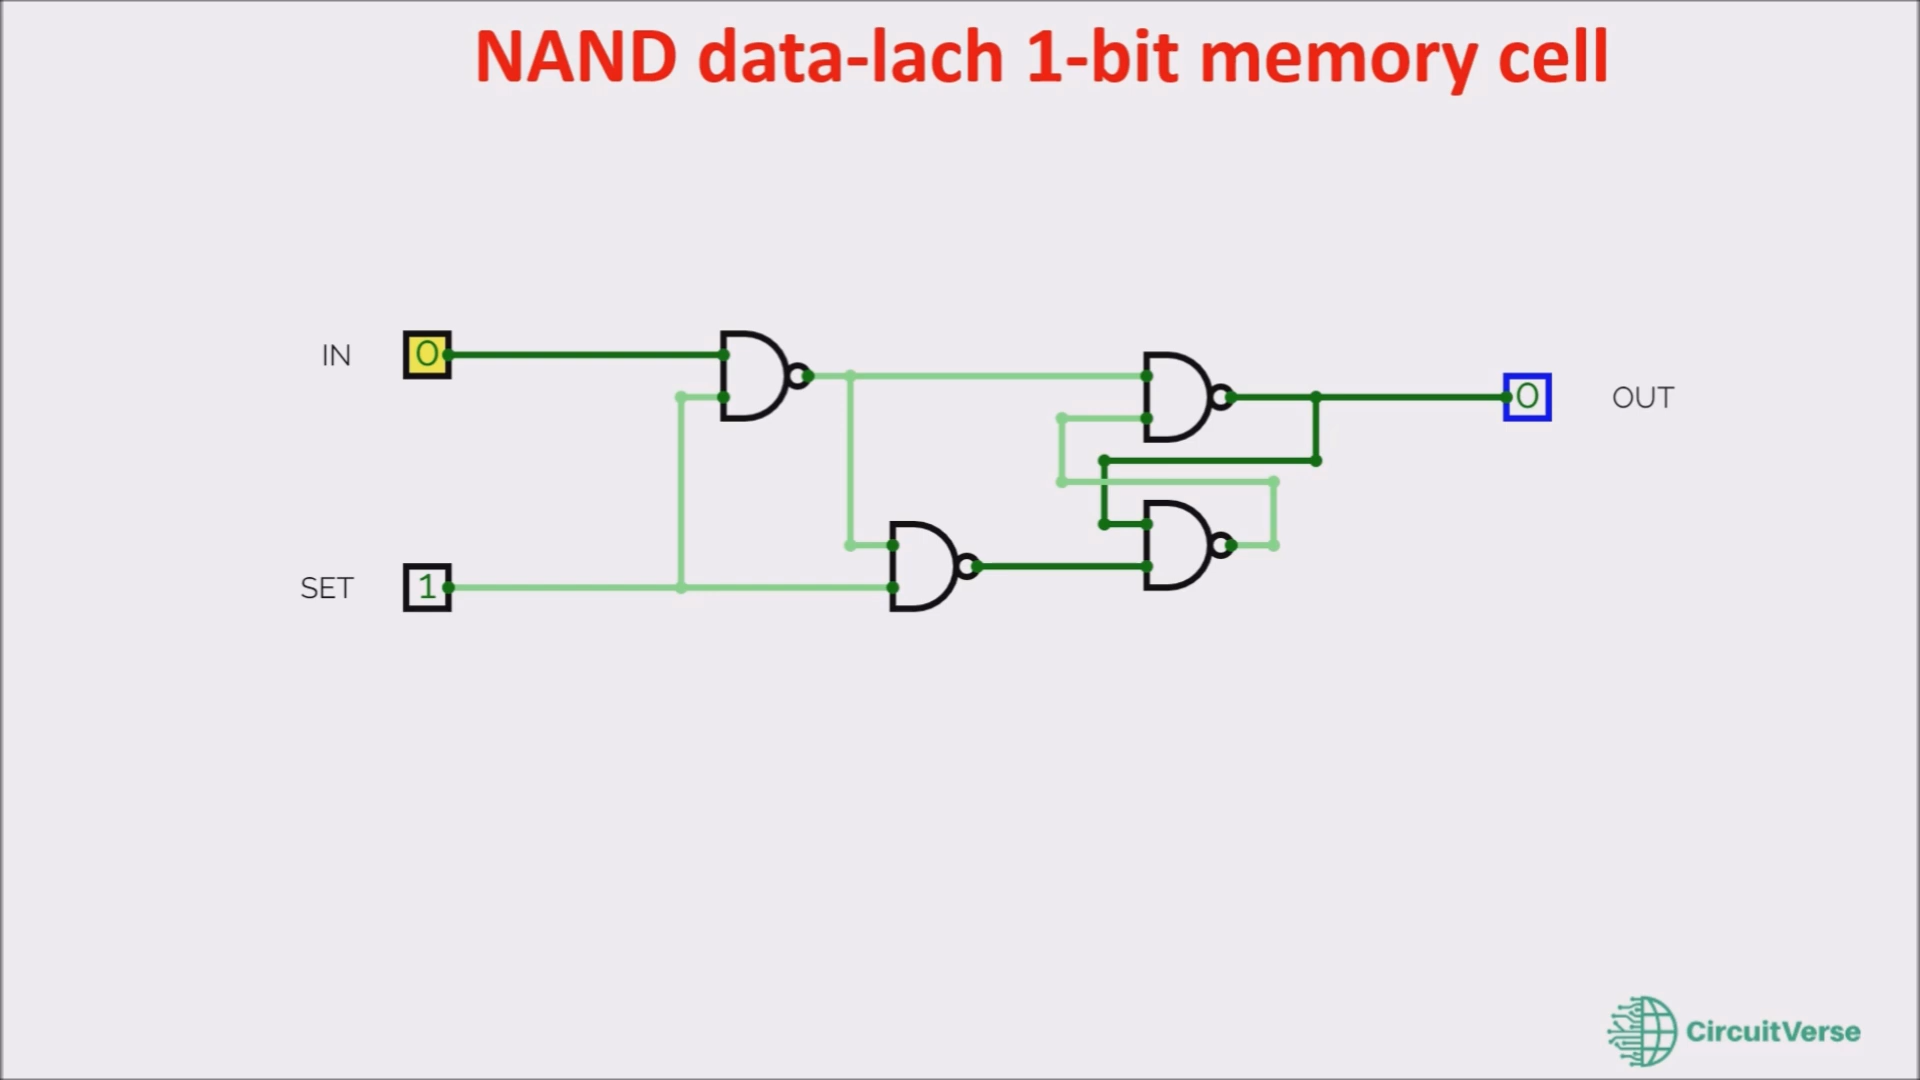 NAND data-lach 1-bit memory cell
IN 0
0 OUT
SET 1
CircuitVerse